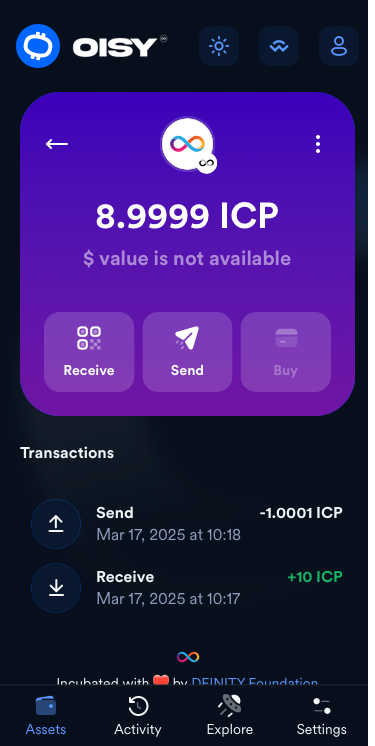 OISY
8.9999 ICP
$ value is not available
Receive
Send
Buy
Transactions
Send
-1.0001 ICP
Mar 17, 2025 at 10:18
Receive
+10 ICP
Mar 17, 2025 at 10:17
Incubated with ❤️ by DFINITY Foundation
Assets
Activity
Explore
Settings